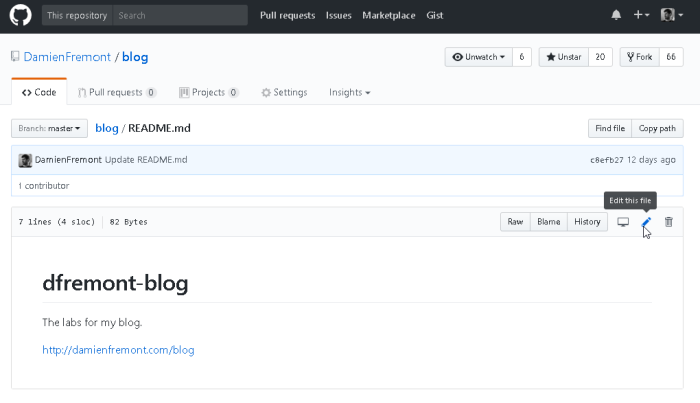 This repository Search Pull requests Issues Marketplace Gist
DamienFremont / blog Unwatch 6 Unstar 20 Fork 66
Code Pull requests 0 Projects 0 Settings Insights
Branch: master blog / README.md Find file Copy path
DamienFremont Update README.md c8efb27 12 days ago
1 contributor
Edit this file
7 lines (4 sloc) 82 Bytes Raw Blame History
dfremont-blog
The labs for my blog.
http://damienfremont.com/blog